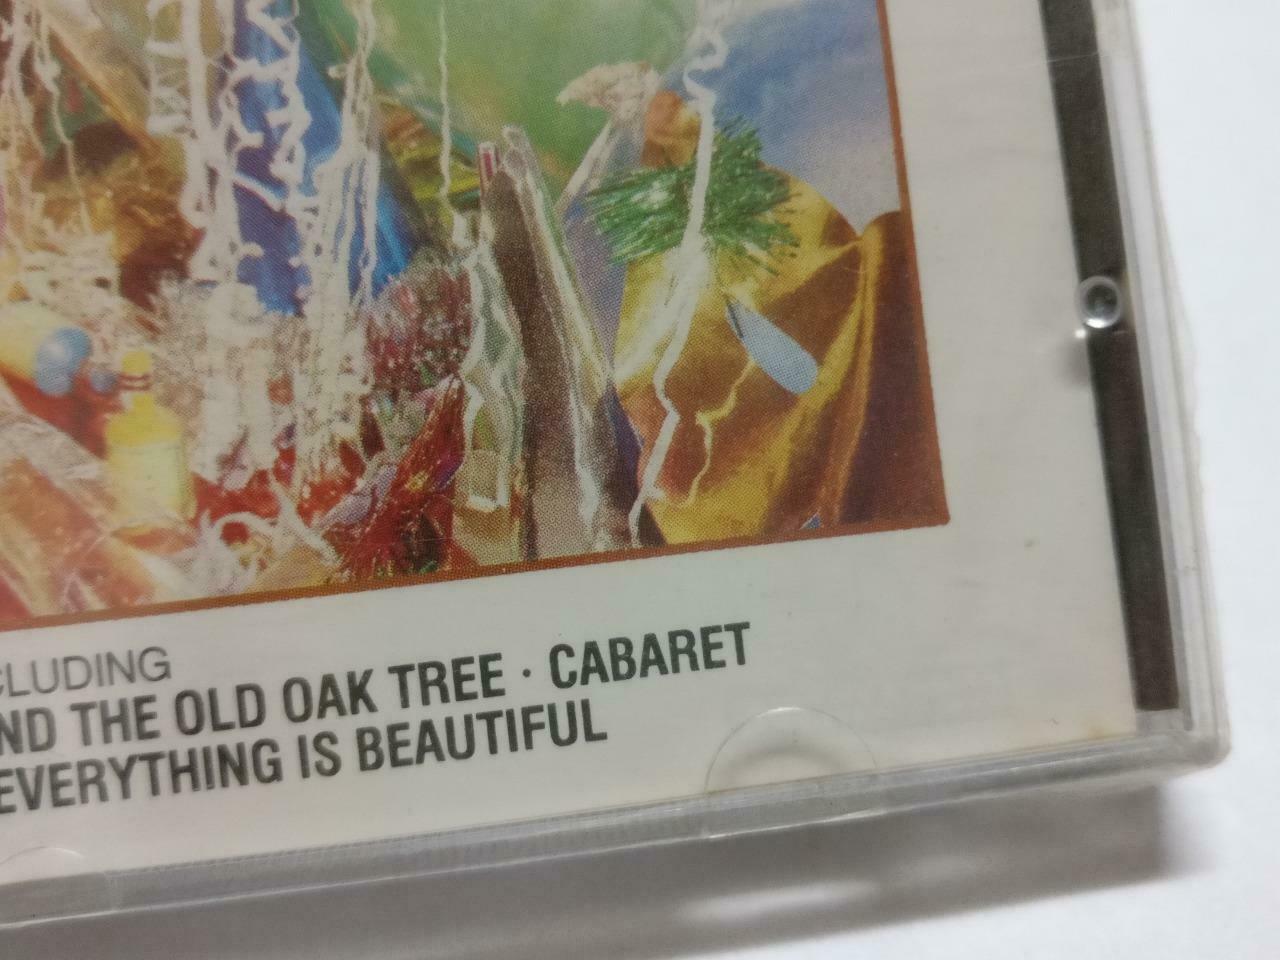 CLUDING
ND THE OLD OAK TREE · CABARET
EVERYTHING IS BEAUTIFUL